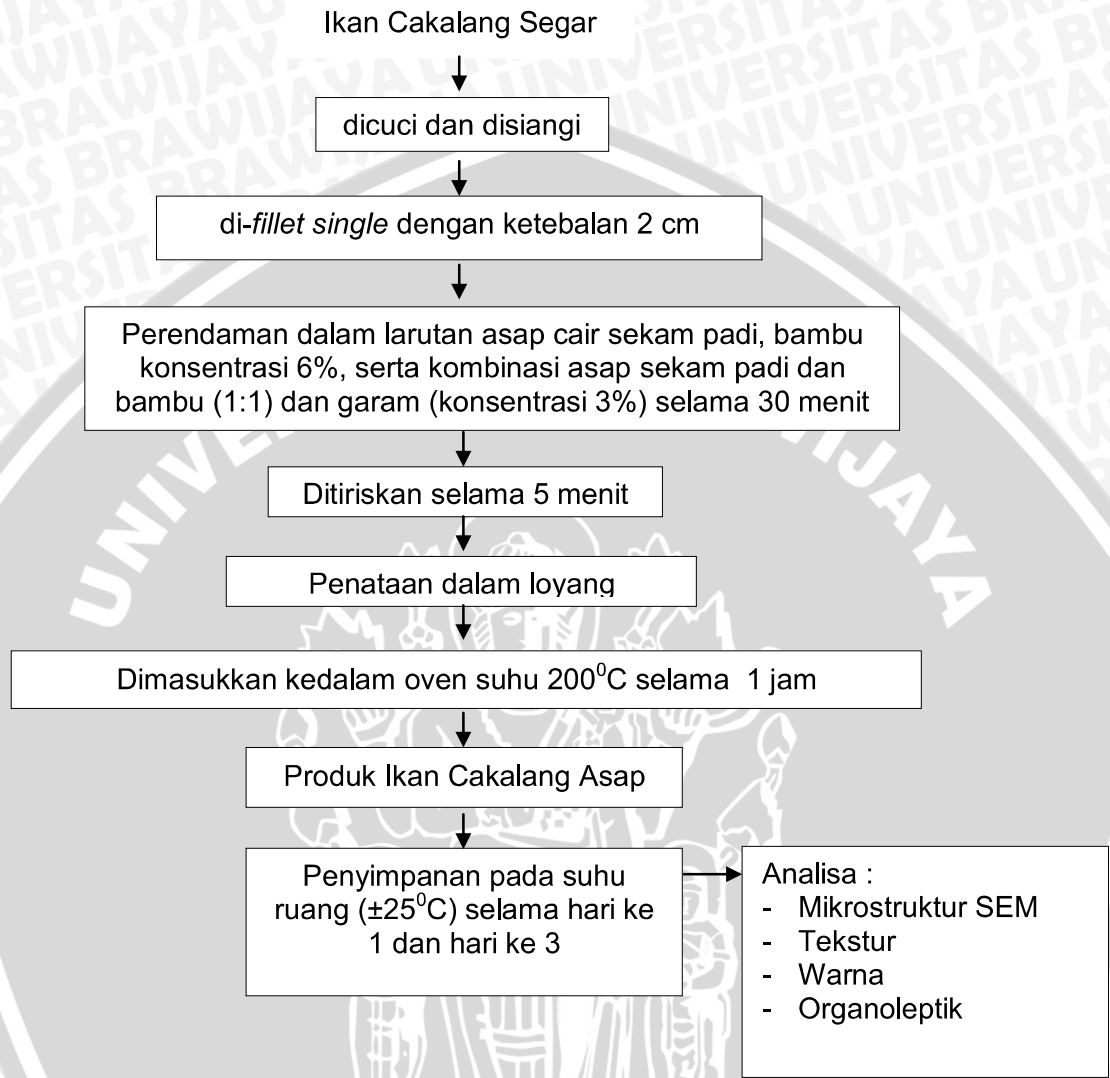 Ikan Cakalang Segar
dicuci dan disiangi
di-fillet single dengan ketebalan 2 cm
Perendaman dalam larutan asap cair sekam padi, bambu
konsentrasi 6%, serta kombinasi asap sekam padi dan
bambu (1:1) dan garam (konsentrasi 3%) selama 30 menit
Ditiriskan selama 5 menit
Penataan dalam loyang
Dimasukkan kedalam oven suhu 200⁰C selama  1 jam
Produk Ikan Cakalang Asap
Penyimpanan pada suhu
ruang (±25⁰C) selama hari ke
1 dan hari ke 3
Analisa :
- Mikrostruktur SEM
- Tekstur
- Warna
- Organoleptik